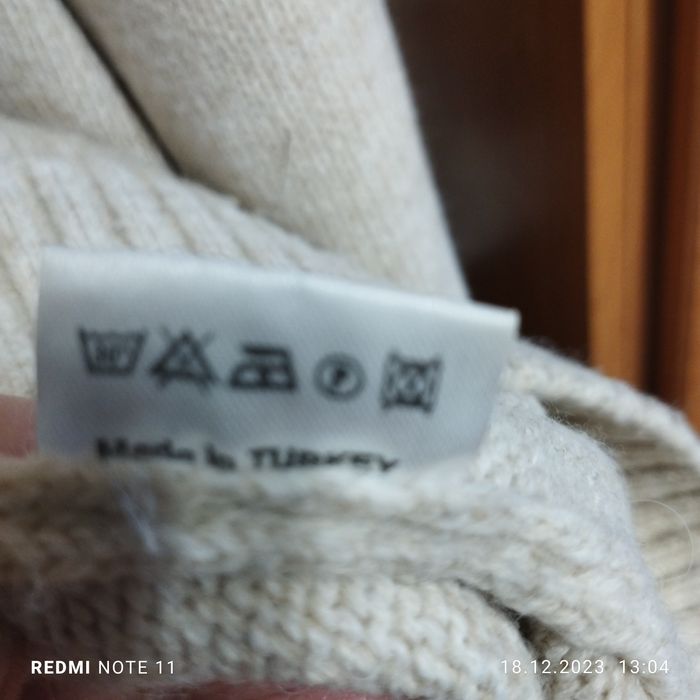 P
Made in TURKEY
REDMI NOTE 11
18.12.2023 13:04